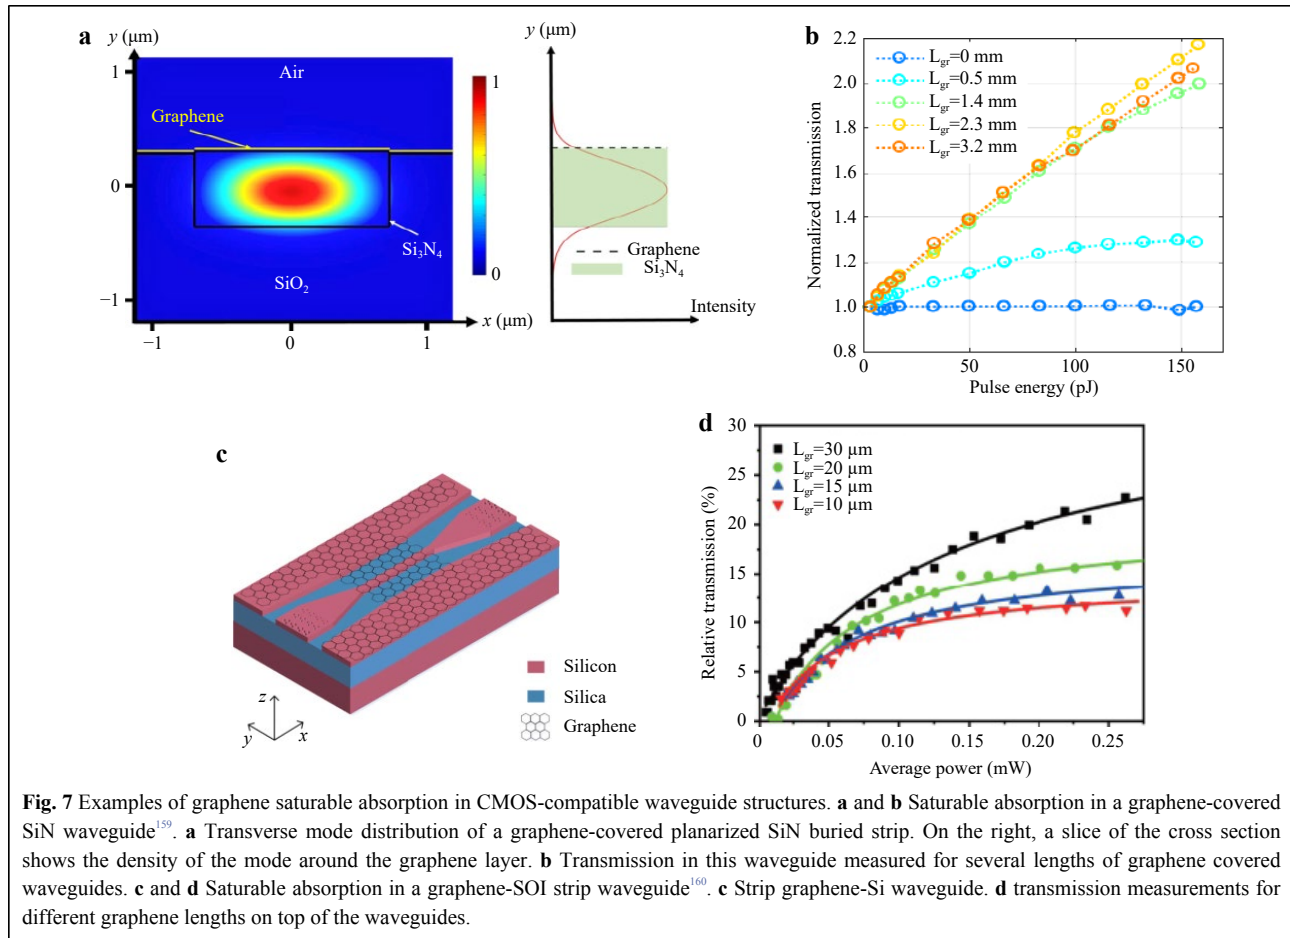 a
y (μm)
Air
Graphene
1
0
Si₃N₄
SiO₂
0
−1
1
−1
0
1
x (μm)
y (μm)
Graphene
Si₃N₄
Intensity
b
2.2
2.0
1.8
1.6
1.4
1.2
1.0
0.8
Normalized transmission
L_gr=0 mm
L_gr=0.5 mm
L_gr=1.4 mm
L_gr=2.3 mm
L_gr=3.2 mm
0
50
100
150
Pulse energy (pJ)
c
Silicon
Silica
Graphene
z
y
x
d
30
25
20
15
10
5
0
Relative transmission (%)
L_gr=30 μm
L_gr=20 μm
L_gr=15 μm
L_gr=10 μm
0
0.05
0.10
0.15
0.20
0.25
Average power (mW)
Fig. 7 Examples of graphene saturable absorption in CMOS-compatible waveguide structures. a and b Saturable absorption in a graphene-covered
SiN waveguide¹⁵⁹. a Transverse mode distribution of a graphene-covered planarized SiN buried strip. On the right, a slice of the cross section
shows the density of the mode around the graphene layer. b Transmission in this waveguide measured for several lengths of graphene covered
waveguides. c and d Saturable absorption in a graphene-SOI strip waveguide¹⁶⁰. c Strip graphene-Si waveguide. d transmission measurements for
different graphene lengths on top of the waveguides.